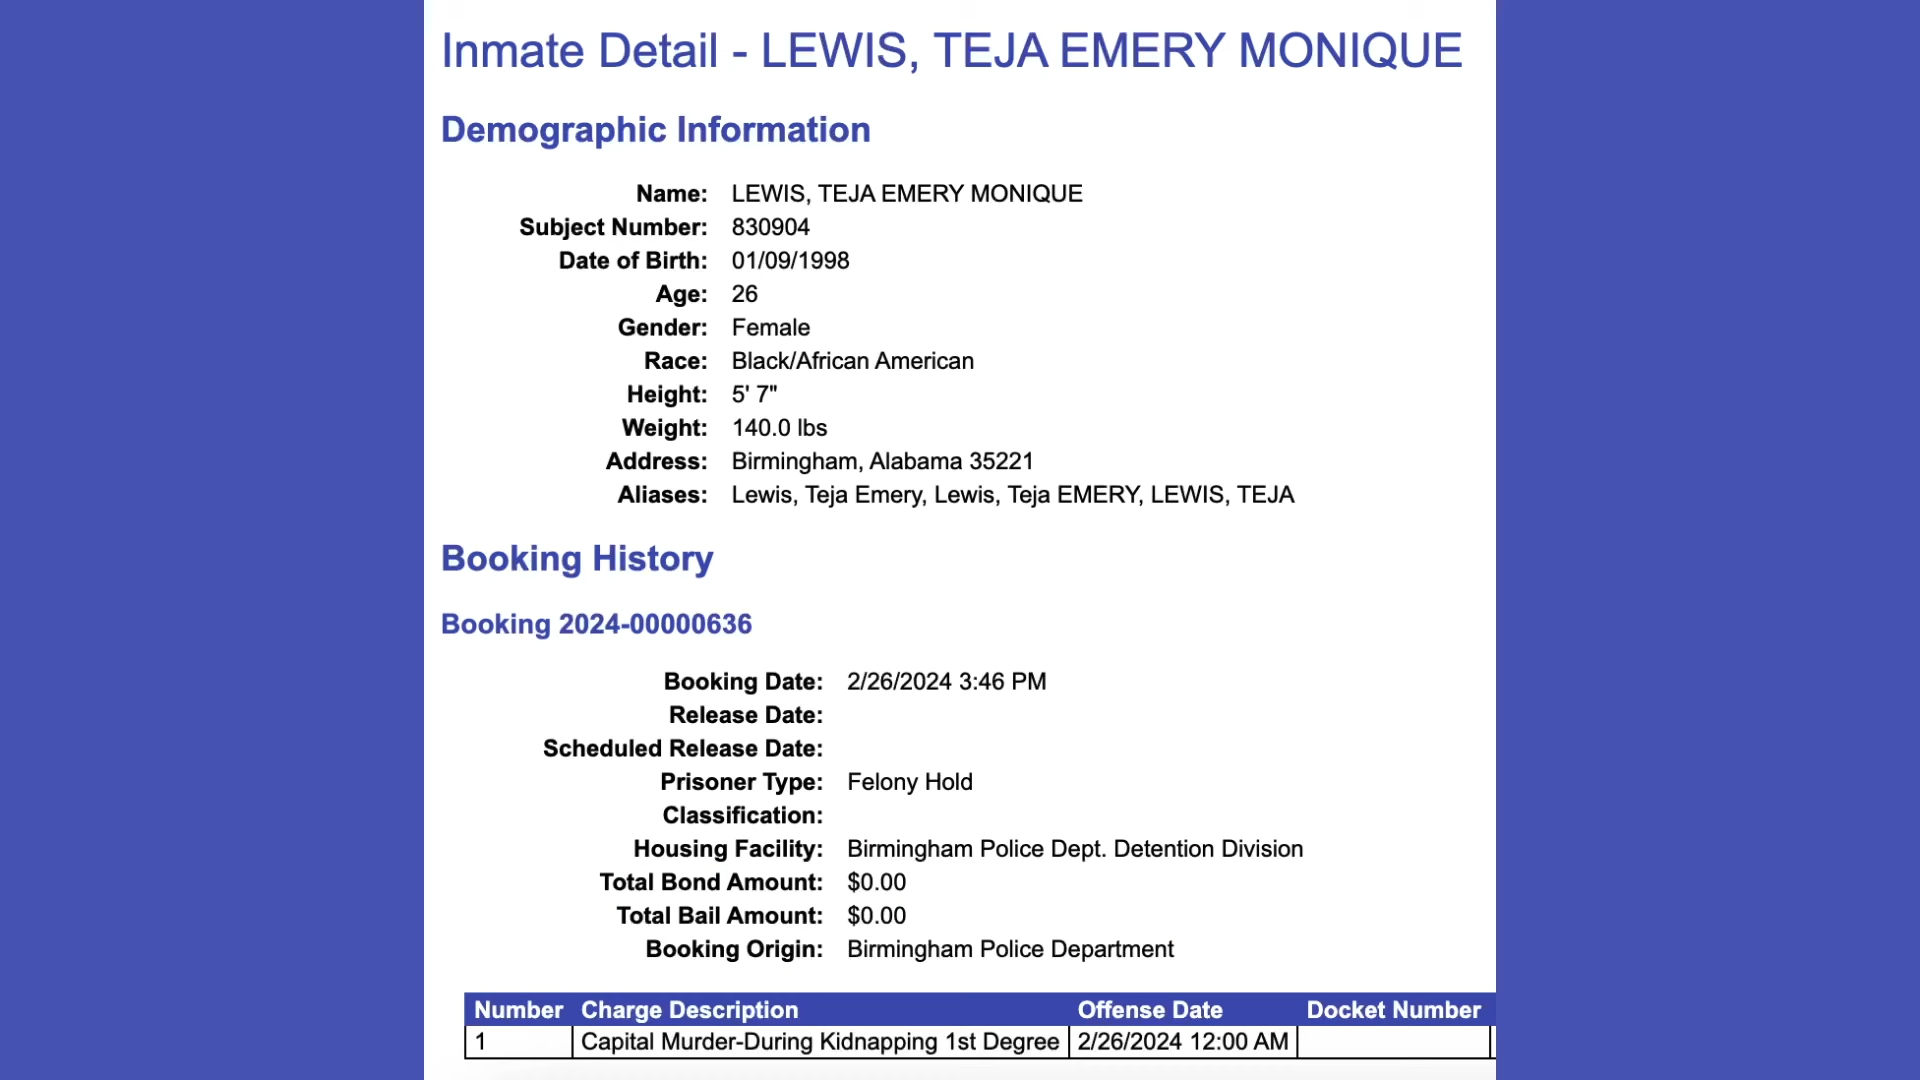 Inmate Detail - LEWIS, TEJA EMERY MONIQUE
Demographic Information
Name: LEWIS, TEJA EMERY MONIQUE
Subject Number: 830904
Date of Birth: 01/09/1998
Age: 26
Gender: Female
Race: Black/African American
Height: 5' 7"
Weight: 140.0 lbs
Address: Birmingham, Alabama 35221
Aliases: Lewis, Teja Emery, Lewis, Teja EMERY, LEWIS, TEJA
Booking History
Booking 2024-00000636
Booking Date: 2/26/2024 3:46 PM
Release Date:
Scheduled Release Date:
Prisoner Type: Felony Hold
Classification:
Housing Facility: Birmingham Police Dept. Detention Division
Total Bond Amount: $0.00
Total Bail Amount: $0.00
Booking Origin: Birmingham Police Department
Number Charge Description Offense Date Docket Number
1 Capital Murder-During Kidnapping 1st Degree 2/26/2024 12:00 AM